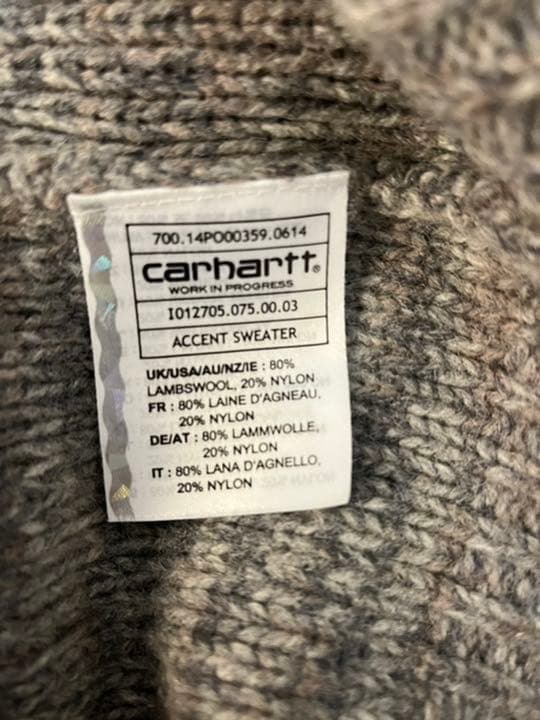 700.14PO00359.0614
carhartt®
WORK IN PROGRESS
I012705.075.00.03
ACCENT SWEATER
UK/USA/AU/NZ/IE : 80%
LAMBSWOOL, 20% NYLON
FR : 80% LAINE D'AGNEAU,
20% NYLON
DE/AT : 80% LAMMWOLLE,
20% NYLON
IT : 80% LANA D'AGNELLO,
20% NYLON